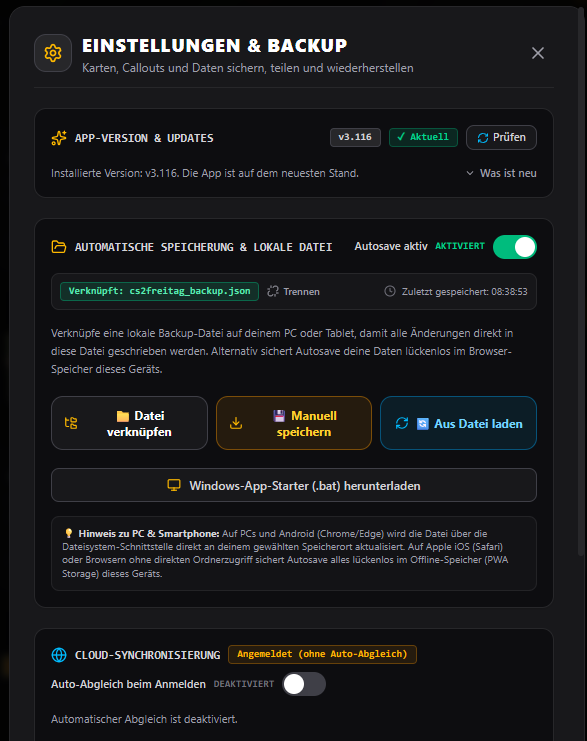 EINSTELLUNGEN & BACKUP
Karten, Callouts und Daten sichern, teilen und wiederherstellen
APP-VERSION & UPDATES
v3.116
✓ Aktuell
Prüfen
Installierte Version: v3.116. Die App ist auf dem neuesten Stand.
Was ist neu
AUTOMATISCHE SPEICHERUNG & LOKALE DATEI
Autosave aktiv
AKTIVIERT
Verknüpft: cs2freitag_backup.json
Trennen
Zuletzt gespeichert: 08:38:53
Verknüpfe eine lokale Backup-Datei auf deinem PC oder Tablet, damit alle Änderungen direkt in
diese Datei geschrieben werden. Alternativ sichert Autosave deine Daten lückenlos im Browser-
Speicher dieses Geräts.
Datei
verknüpfen
Manuell
speichern
Aus Datei laden
Windows-App-Starter (.bat) herunterladen
Hinweis zu PC & Smartphone: Auf PCs und Android (Chrome/Edge) wird die Datei über die
Dateisystem-Schnittstelle direkt an deinem gewählten Speicherort aktualisiert. Auf Apple iOS (Safari)
oder Browsern ohne direkten Ordnerzugriff sichert Autosave alles lückenlos im Offline-Speicher (PWA
Storage) dieses Geräts.
CLOUD-SYNCHRONISIERUNG
Angemeldet (ohne Auto-Abgleich)
Auto-Abgleich beim Anmelden
DEAKTIVIERT
Automatischer Abgleich ist deaktiviert.